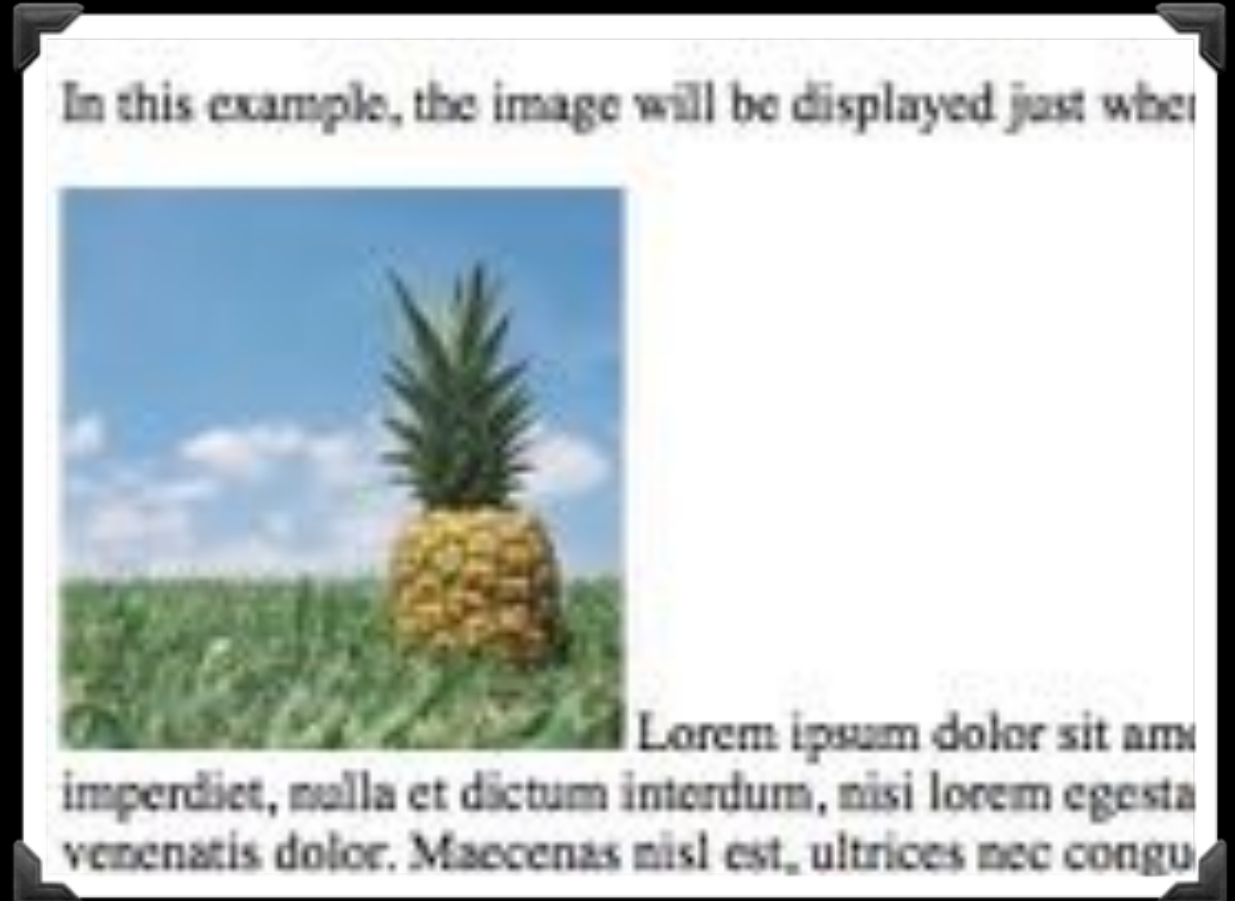 In this example, the image will be displayed just
Lorem ipsum dolor sit
imperdiet, nulla et dictum interdum, nisi lorem
venenatis dolor. Maecenas nisl est, ultrices nec